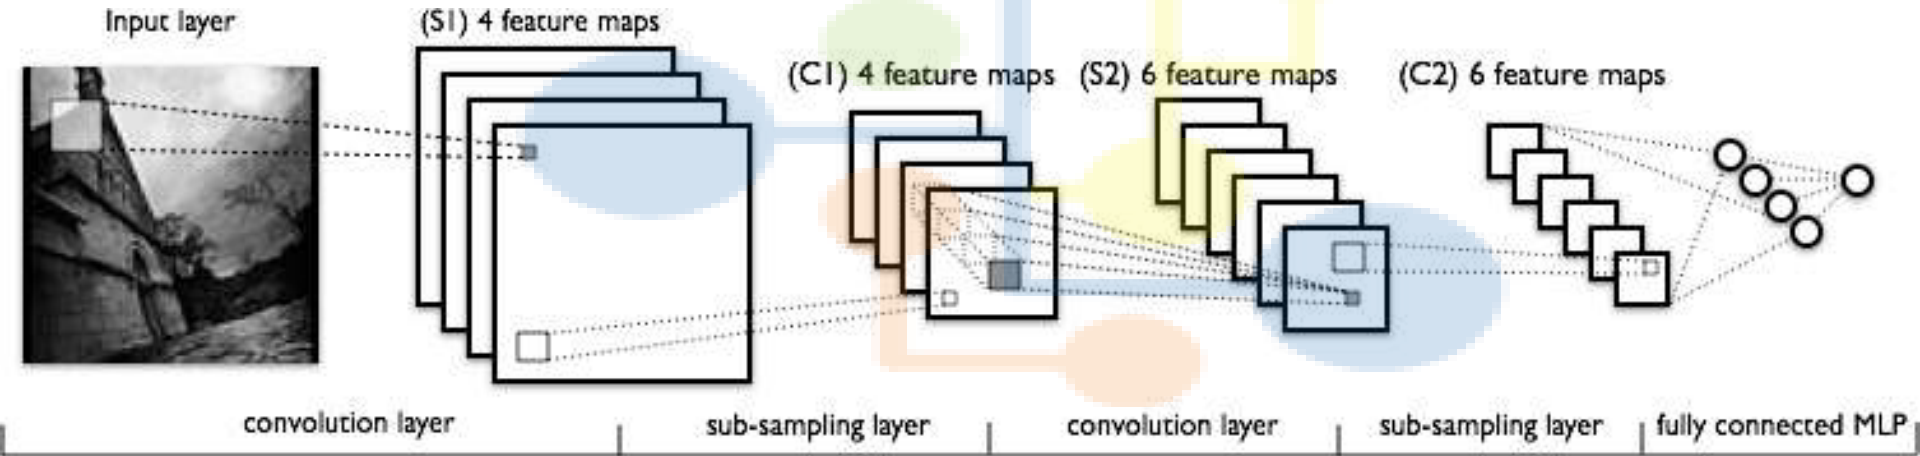 Input layer
(S1) 4 feature maps
(C1) 4 feature maps
(S2) 6 feature maps
(C2) 6 feature maps
convolution layer
sub-sampling layer
convolution layer
sub-sampling layer
fully connected MLP